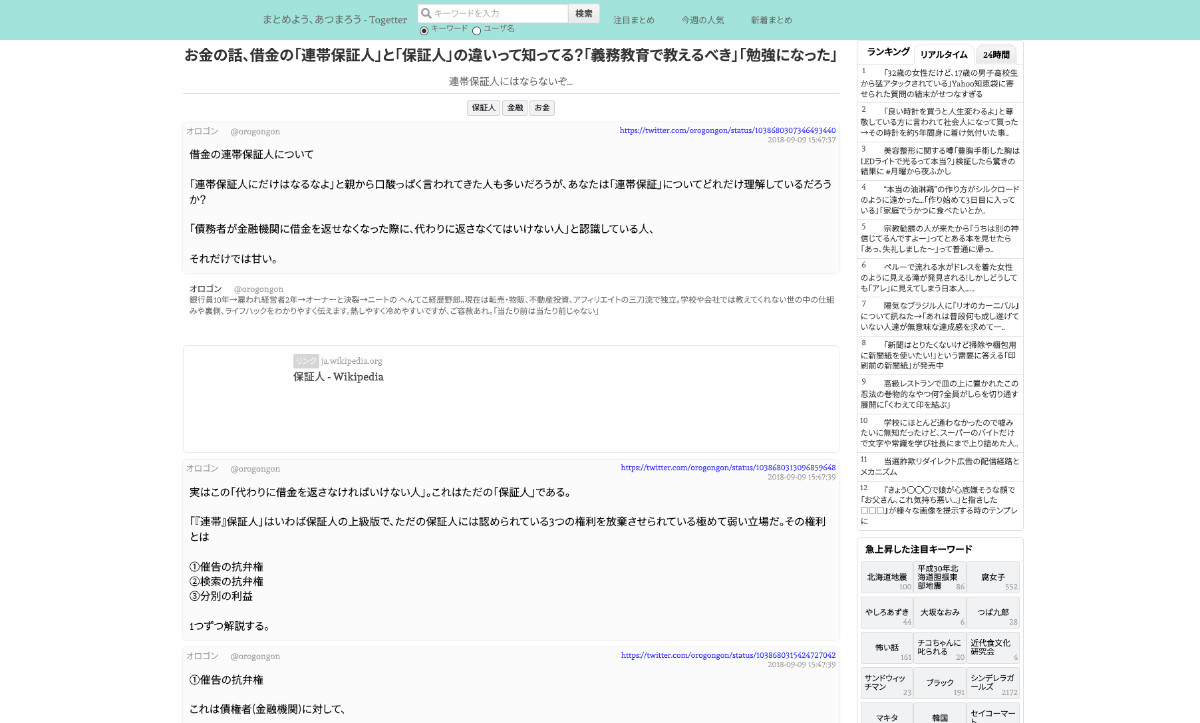 まとめよう、あつまろう - Togetter
キーワードを入力
検索
キーワード
ユーザ名
注目まとめ
今週の人気
新着まとめ
お金の話、借金の「連帯保証人」と「保証人」の違いって知ってる?「義務教育で教えるべき」「勉強になった」
連帯保証人にはならないぞ...
保証人 金融 お金
オロゴン @orogongon
https://twitter.com/orogongon/status/1038680307346493440
2018-09-09 15:47:37
借金の連帯保証人について
「連帯保証人にだけはなるなよ」と親から口酸っぱく言われてきた人も多いだろうが、あなたは「連帯保証」についてどれだけ理解しているだろう
か?
「債務者が金融機関に借金を返せなくなった際に、代わりに返さなくてはいけない人」と認識している人、
それだけでは甘い。
オロゴン @orogongon
銀行員10年→雇われ経営者2年→オーナーと決裂→ニートの へんてこ経歴野郎。現在は転売・物販、不動産投資、アフィリエイトの三刀流で独立。学校や会社では教えてくれない世の中の仕組
みや裏側、ライフハックをわかりやすく伝えます。熱しやすく冷めやすいですが、ご容赦あれ。「当たり前は当たり前じゃない」
リンク ja.wikipedia.org
保証人 - Wikipedia
オロゴン @orogongon
https://twitter.com/orogongon/status/1038680313096859648
2018-09-09 15:47:39
実はこの「代わりに借金を返さなければいけない人」。これはただの「保証人」である。
「『連帯』保証人」はいわば保証人の上級版で、ただの保証人には認められている3つの権利を放棄させられている極めて弱い立場だ。その権利
とは
①催告の抗弁権
②検索の抗弁権
③分別の利益
1つずつ解説する。
オロゴン @orogongon
https://twitter.com/orogongon/status/1038680315424727042
2018-09-09 15:47:39
①催告の抗弁権
これは債権者(金融機関)に対して、
ランキング リアルタイム 24時間
1 「32歳の女性だけど、17歳の男子高校生
から猛アタックされている」Yahoo知恵袋に寄
せられた質問の結末がせつなすぎる
2 「良い時計を買うと人生変わるよ」と尊
敬している方に言われて社会人になって買った
→その時計を約5年間身に着け気付いた事..
3 美容整形に関する噂「豊胸手術した胸は
LEDライトで光るって本当?」検証したら驚きの
結果に #月曜から夜ふかし
4 “本当の油淋鶏”の作り方がシルクロード
のように遠かった…「作り始めて3日目に入って
いる」「家庭でうかつに食べたいとか..
5 宗教勧誘の人が来たから「うちは別の神
信じてるんですよー」ってとある本を見せたら
「あっ、失礼しました〜」って普通に帰っ..
6 ペルーで流れる水がドレスを着た女性
のように見える滝が発見される!しかしどうして
も「アレ」に見えてしまう日本人.....
7 陽気なブラジル人に『リオのカーニバル』
について訊ねた→「あれは普段何も成し遂げて
いない人達が無意味な達成感を求めて一..
8 「新聞はとりたくないけど掃除や梱包用
に新聞紙を使いたい!」という需要に答える「印
刷前の新聞紙」が発売中
9 高級レストランで皿の上に置かれたこの
忍法の巻物的なやつ何?全員がしらを切り通す
展開に「くわえて印を結ぶ」
10 学校にほとんど通わなかったので嘘み
たいに無知だったけど、スーパーのバイトだけ
で文字や常識を学び社長にまで上り詰めた人..
11 当選詐欺リダイレクト広告の配信経路と
メカニズム
12 『きょう◯◯◯で娘が心底嫌そうな顔で
「お父さん、これ気持ち悪い…」と指さした
□□□』が様々な画像を提示する時のテンプレ
に
急上昇した注目キーワード
北海道地震 100
平成30年北海道胆振東部地震 86
腐女子 552
やしろあずき 44
大坂なおみ 6
つば九郎 28
怖い話 161
チコちゃんに叱られる 20
近代食文化研究会 4
サンドウィッチマン 23
ブラック 191
シンデレラガールズ 2172
マキタ
韓国
セイコーマート